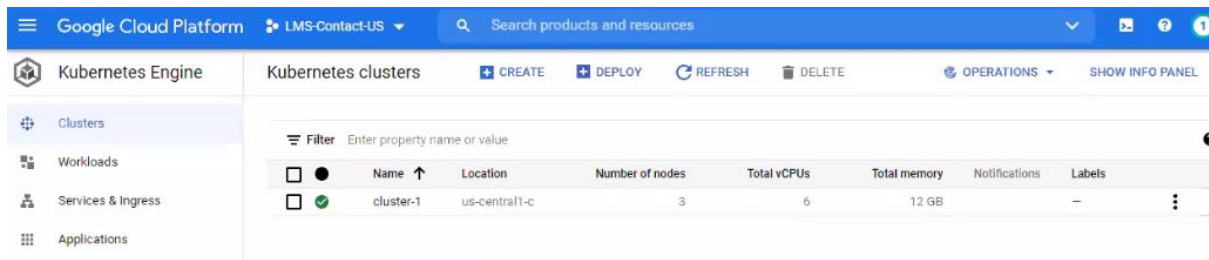 Google Cloud Platform LMS-Contact-US Search products and resources 1
Kubernetes Engine Kubernetes clusters CREATE DEPLOY REFRESH DELETE OPERATIONS SHOW INFO PANEL
Clusters
Filter Enter property name or value
Workloads
Name Location Number of nodes Total vCPUs Total memory Notifications Labels
Services & Ingress
cluster-1 us-central1-c 3 6 12 GB –
Applications